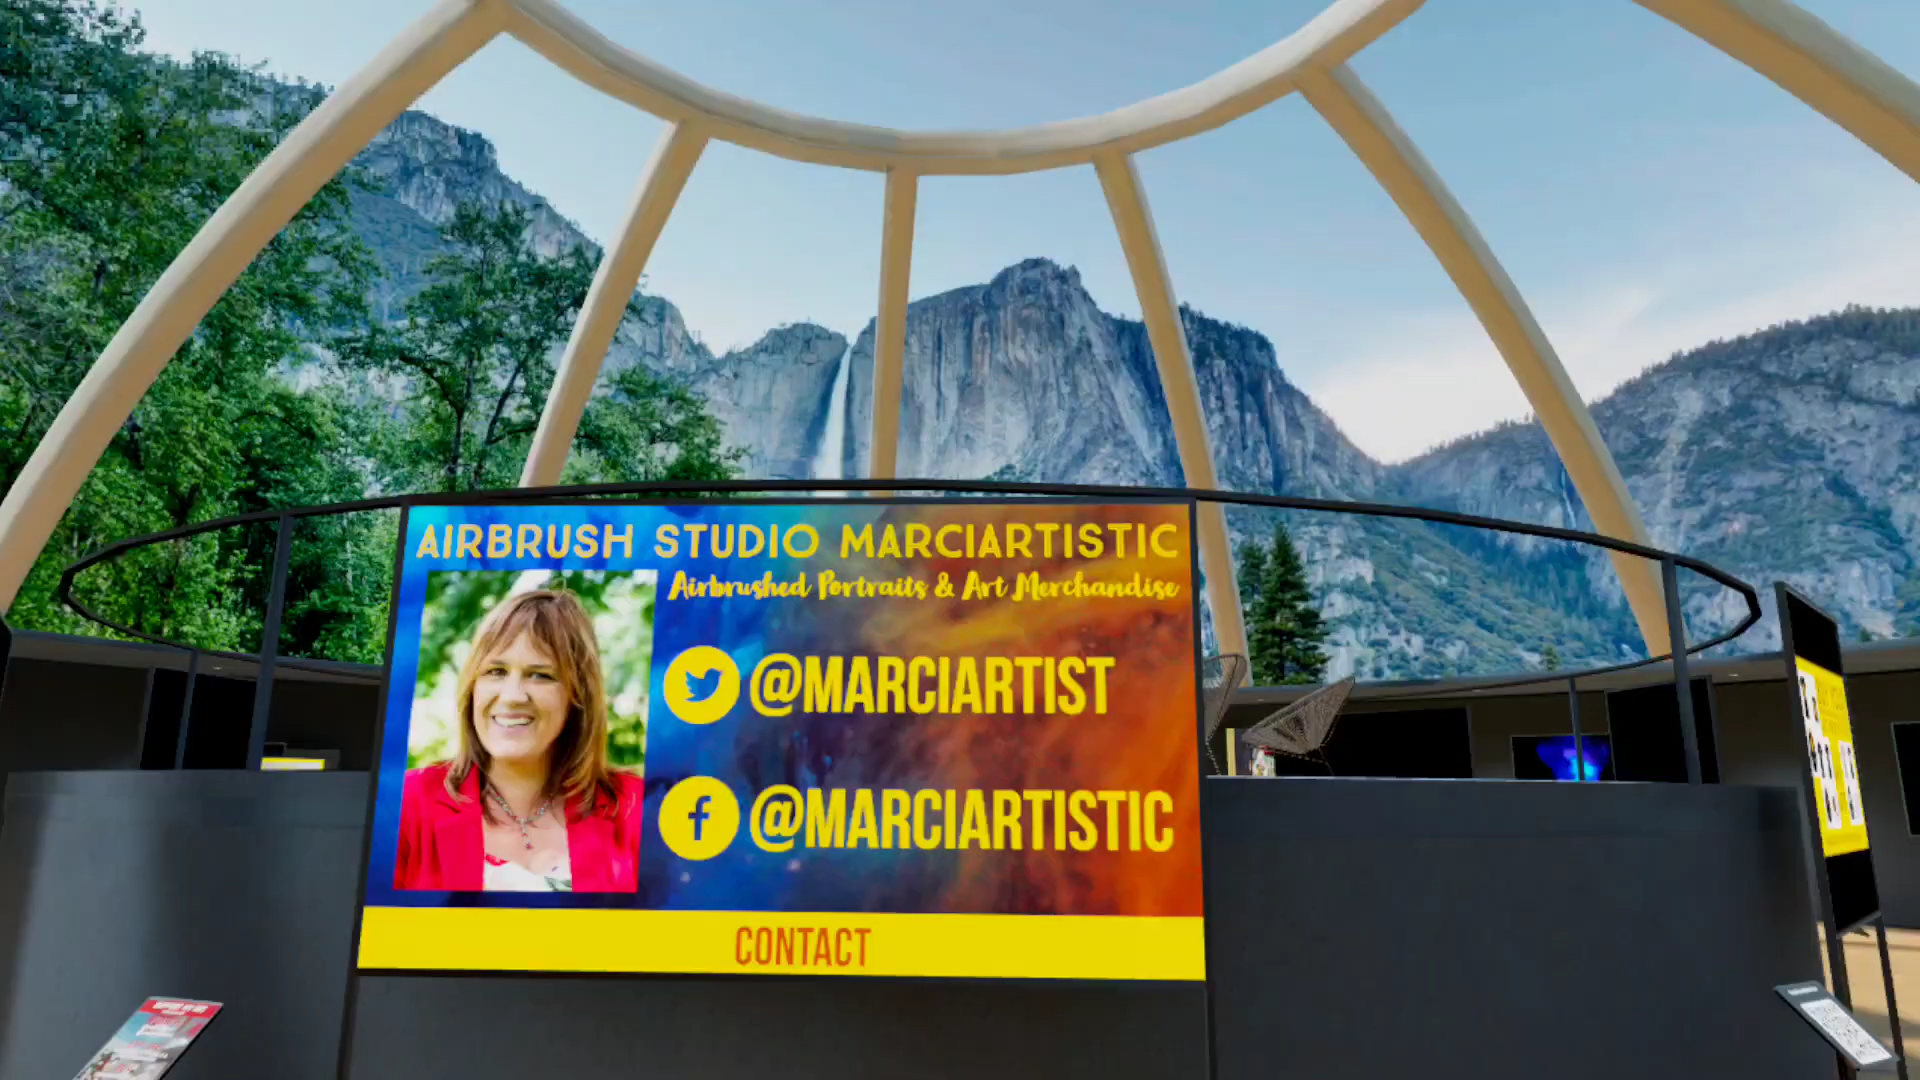 AIRBRUSH STUDIO MARCIARTISTIC
Airbrushed Portraits & Art Merchandise
@MARCIARTIST
@MARCIARTISTIC
CONTACT